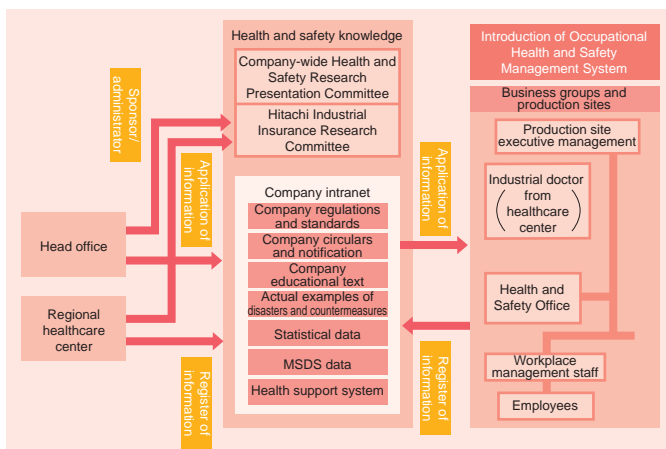 Health and safety knowledge
Company-wide Health and
Safety Research
Presentation Committee
Hitachi Industrial
Insurance Research
Committee
Sponsor/
administrator
Application of
information
Head office
Regional
healthcare
center
Register of
information
Company intranet
Company regulations
and standards
Company circulars
and notification
Company
educational text
Actual examples of
disasters and countermeasures
Statistical data
MSDS data
Health support system
Application of
information
Register of
information
Introduction of Occupational
Health and Safety
Management System
Business groups and
production sites
Production site
executive management
Industrial doctor
from
healthcare
center
Health and
Safety Office
Workplace
management staff
Employees